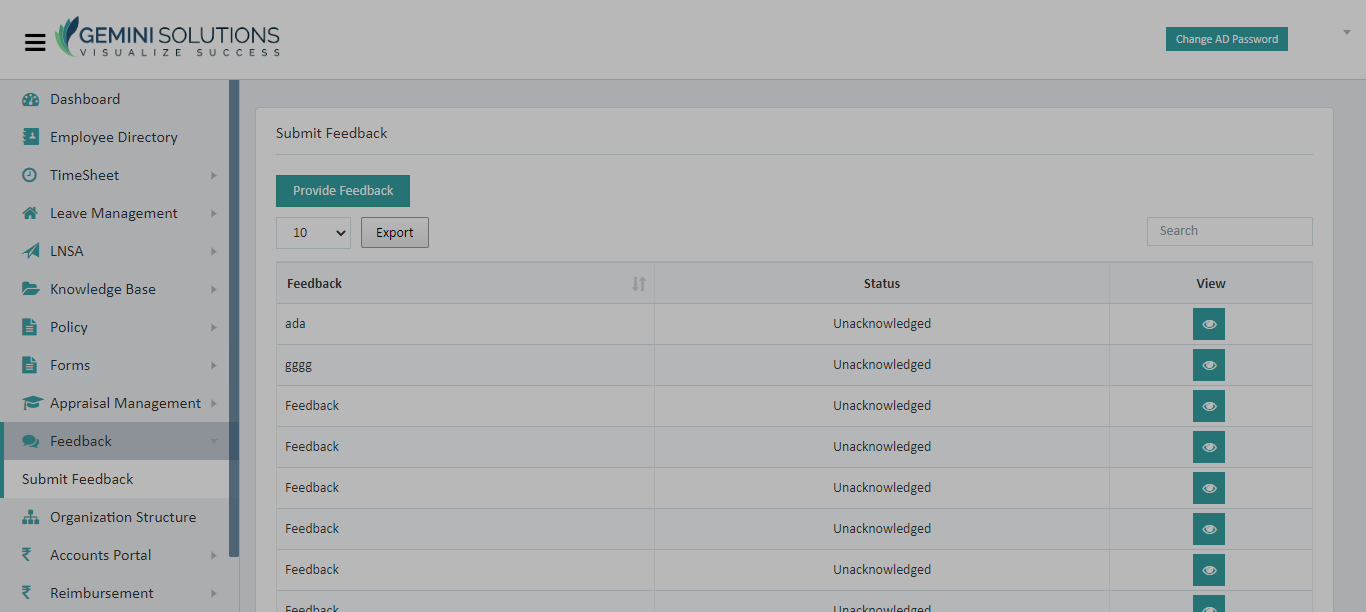 GEMINI SOLUTIONS
VISUALIZE SUCCESS
Change AD Password
Dashboard
Employee Directory
TimeSheet
Leave Management
LNSA
Knowledge Base
Policy
Forms
Appraisal Management
Feedback
Submit Feedback
Organization Structure
₹ Accounts Portal
₹ Reimbursement
Submit Feedback
Provide Feedback
10 Export Search
Feedback Status View
ada Unacknowledged
gggg Unacknowledged
Feedback Unacknowledged
Feedback Unacknowledged
Feedback Unacknowledged
Feedback Unacknowledged
Feedback Unacknowledged
Feedback Unacknowledged